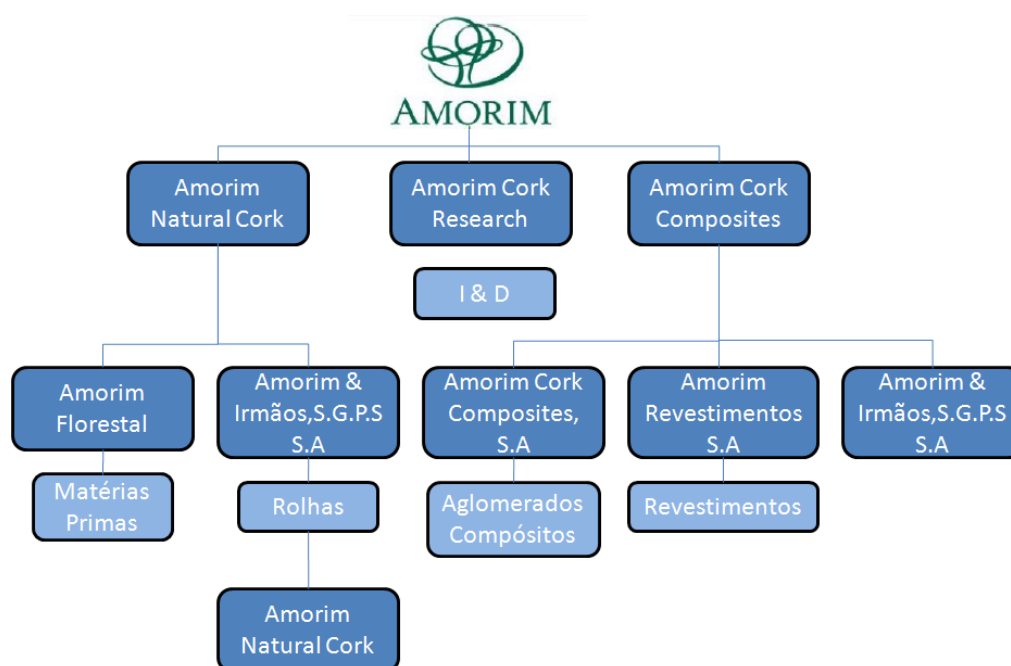 AMORIM
Amorim
Natural Cork
Amorim Cork
Research
Amorim Cork
Composites
I & D
Amorim
Florestal
Amorim &
Irmãos,S.G.P.S
S.A
Amorim Cork
Composites,
S.A
Amorim
Revestimentos
S.A
Amorim &
Irmãos,S.G.P.S
S.A
Matérias
Primas
Rolhas
Aglomerados
Compósitos
Revestimentos
Amorim
Natural Cork